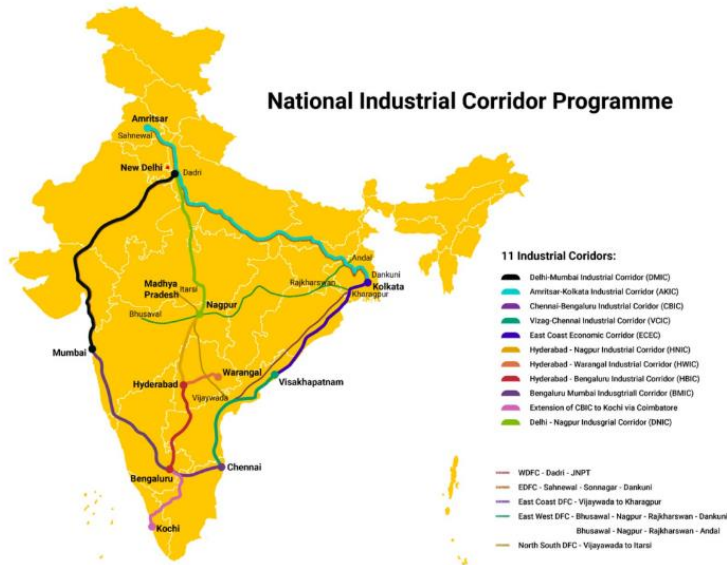 National Industrial Corridor Programme
Amritsar
Sahnewal
New Delhi
Dadri
Andal
Dankuni
Kolkata
Kharagpur
Rajkharswan
Madhya
Pradesh
Itarsi
Nagpur
Bhusaval
Mumbai
Hyderabad
Warangal
Vijaywada
Visakhapatnam
Bengaluru
Chennai
Kochi
11 Industrial Coridors:
Delhi-Mumbai Industrial Corridor (DMIC)
Amritsar-Kolkata Industrial Corridor (AKIC)
Chennai-Bengaluru Industrial Corridor (CBIC)
Vizag-Chennai Industrial Corridor (VCIC)
East Coast Economic Corridor (ECEC)
Hyderabad - Nagpur Industrial Corridor (HNIC)
Hyderabad - Warangal Industrial Corridor (HWIC)
Hyderabad - Bengaluru Industrial Corridor (HBIC)
Bengaluru Mumbai Indusgtriall Corridor (BMIC)
Extension of CBIC to Kochi via Coimbatore
Delhi - Nagpur Indusgrial Corridor (DNIC)
WDFC - Dadri - JNPT
EDFC - Sahnewal - Sonnagar - Dankuni
East Coast DFC - Vijaywada to Kharagpur
East West DFC - Bhusawal - Nagpur - Rajkharswan - Dankuni
Bhusawal - Nagpur - Rajkharswan - Andal
North South DFC - Vijayawada to Itarsi